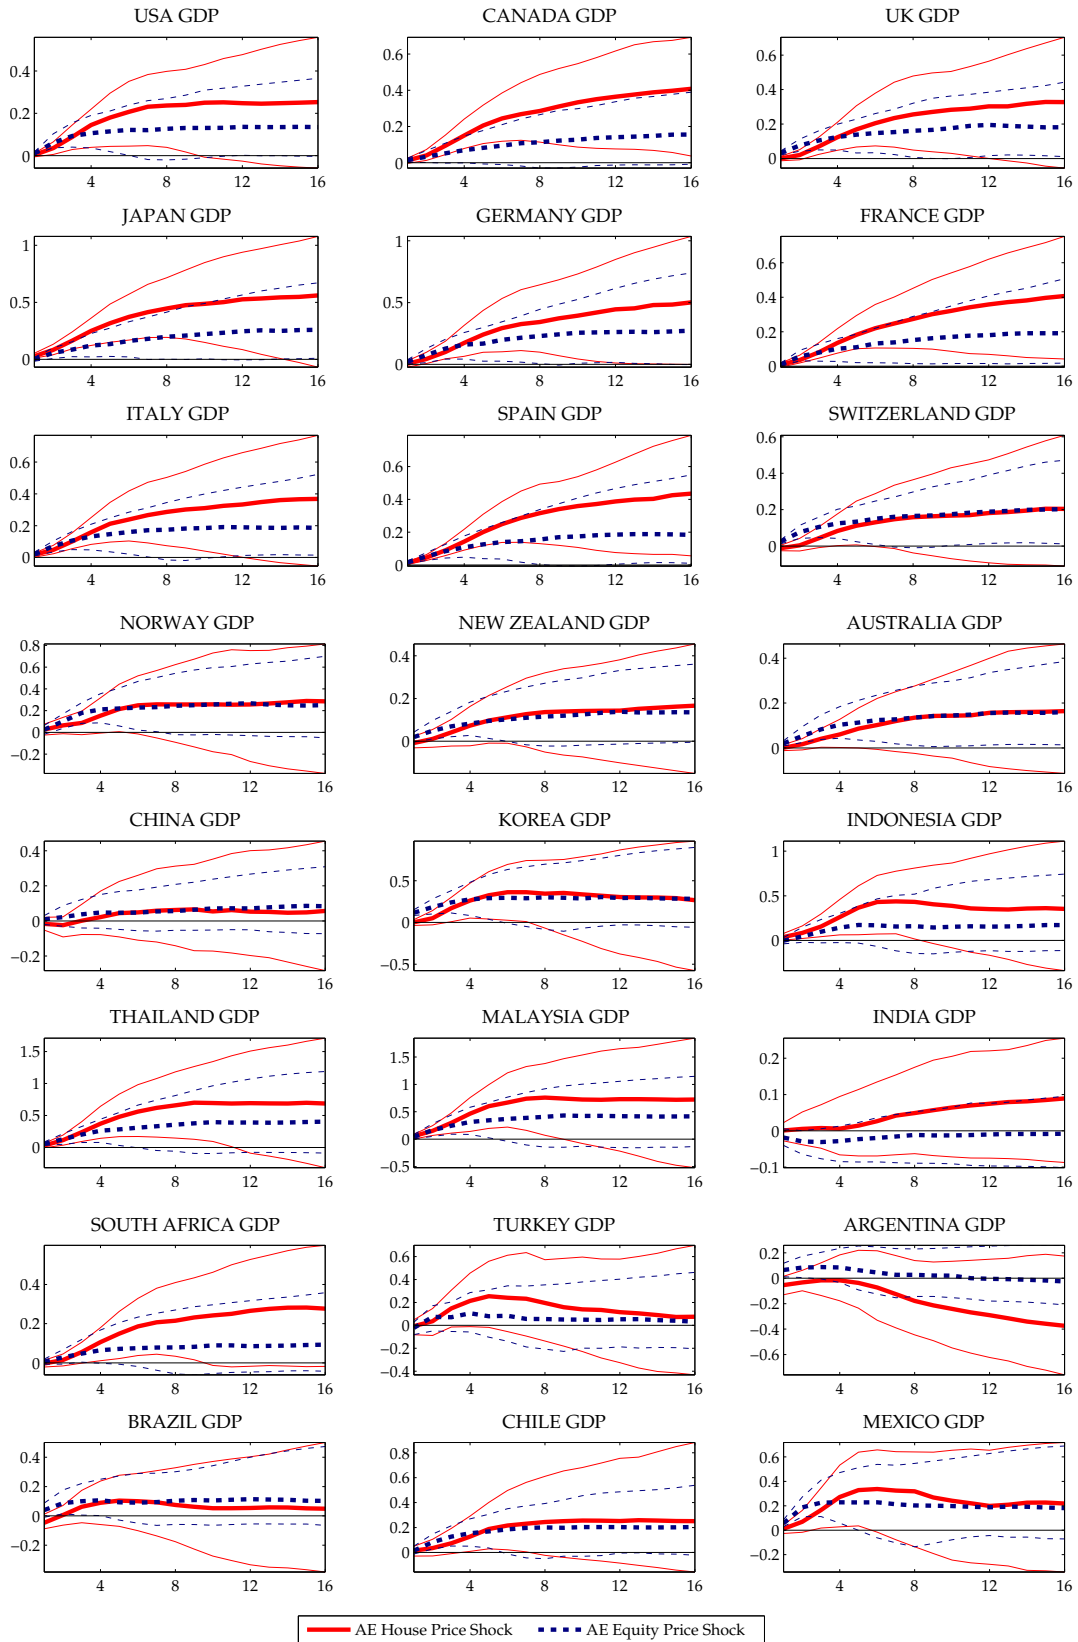 USA GDP CANADA GDP UK GDP
0.4
0.2
0
4 8 12 16
0.6
0.4
0.2
0
4 8 12 16
0.6
0.4
0.2
0
4 8 12 16
JAPAN GDP GERMANY GDP FRANCE GDP
1
0.5
0
4 8 12 16
1
0.5
0
4 8 12 16
0.6
0.4
0.2
0
4 8 12 16
ITALY GDP SPAIN GDP SWITZERLAND GDP
0.6
0.4
0.2
0
4 8 12 16
0.6
0.4
0.2
0
4 8 12 16
0.6
0.4
0.2
0
4 8 12 16
NORWAY GDP NEW ZEALAND GDP AUSTRALIA GDP
0.8
0.6
0.4
0.2
0
−0.2
4 8 12 16
0.4
0.2
0
4 8 12 16
0.4
0.2
0
4 8 12 16
CHINA GDP KOREA GDP INDONESIA GDP
0.4
0.2
0
−0.2
4 8 12 16
0.5
0
−0.5
4 8 12 16
1
0.5
0
4 8 12 16
THAILAND GDP MALAYSIA GDP INDIA GDP
1.5
1
0.5
0
4 8 12 16
1.5
1
0.5
0
−0.5
4 8 12 16
0.2
0.1
0
−0.1
4 8 12 16
SOUTH AFRICA GDP TURKEY GDP ARGENTINA GDP
0.4
0.2
0
4 8 12 16
0.6
0.4
0.2
0
−0.2
−0.4
4 8 12 16
0.2
0
−0.2
−0.4
−0.6
4 8 12 16
BRAZIL GDP CHILE GDP MEXICO GDP
0.4
0.2
0
−0.2
4 8 12 16
0.8
0.6
0.4
0.2
0
4 8 12 16
0.6
0.4
0.2
0
−0.2
4 8 12 16
AE House Price Shock AE Equity Price Shock